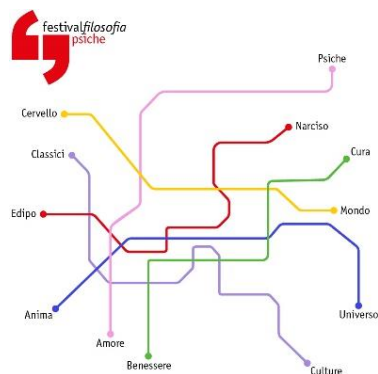 festivalfilosofia
psiche
Psiche
Cervello
Narciso
Classici
Cura
Edipo
Mondo
Anima
Universo
Amore
Benessere
Culture